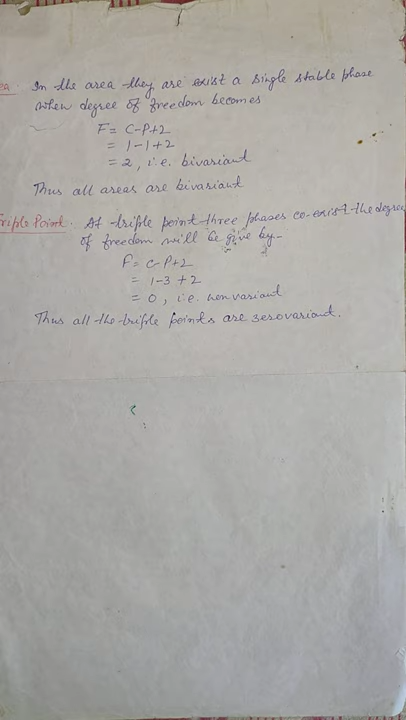 ea. In the area they are exist a single stable phase
when degree of freedom becomes
F = C-P+2
= 1-1+2
= 2, i.e. bivariant
Thus all areas are bivariant
riple Point. At triple point three phases co-exist the degree
of freedom will be give by-
F = C-P+2
= 1-3+2
= 0, i.e. nonvariant
Thus all the triple points are zerovariant.